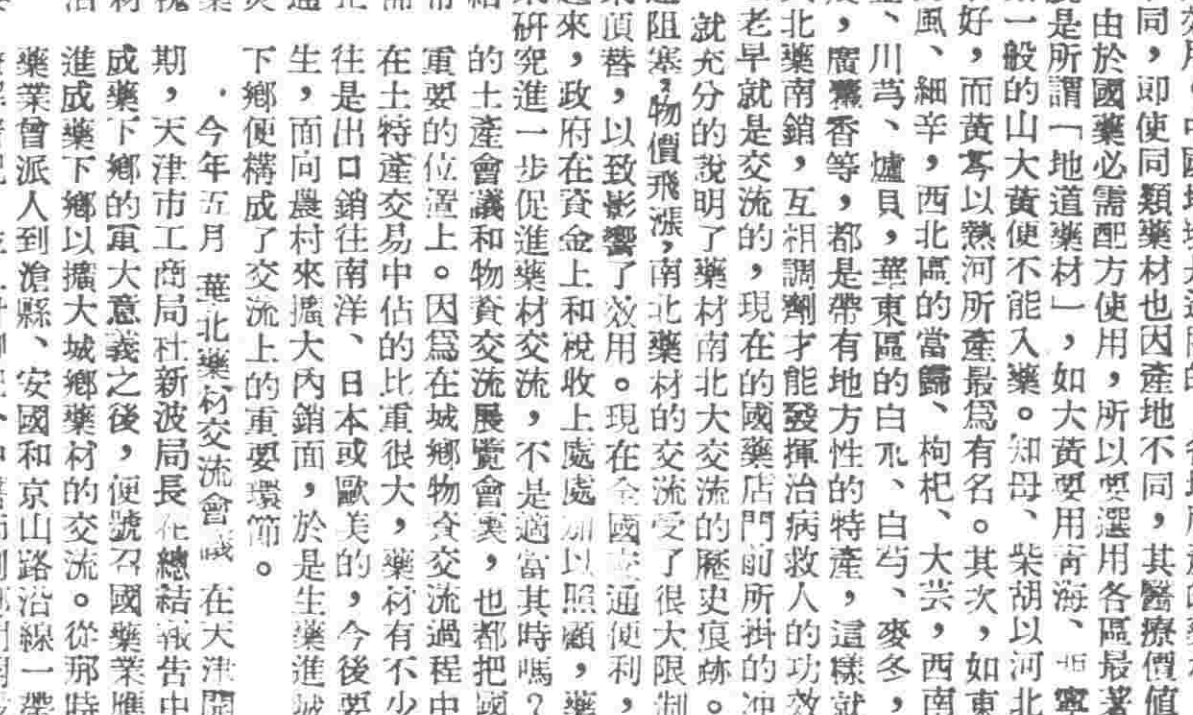 同，即使同類藥材也因產地不同，其醫療價值
由於國藥必需配方使用，所以要選用各區最著
是所謂「地道藥材」，如大黃要用青海、西寧
一般的山大黃便不能入藥。知母、柴胡以河北
好，而黃芩以熱河所產最爲有名。其次，如東
風、細辛，西北區的當歸、枸杞、大芸，西南
、川芎、爐貝，華東區的白朮、白芍、麥冬，
，廣藿香等，都是帶有地方性的特產，這樣就
北藥南銷，互相調劑才能發揮治病救人的功效
老早就是交流的，現在的國藥店門前所掛的冲
就充分的說明了藥材南北大交流的歷史痕跡。
阻塞，物價飛漲，南北藥材的交流受了很大限制
頂替，以致影響了效用。現在全國交通便利，
來，政府在資金上和稅收上處處加以照顧，藥
研究進一步促進藥材交流，不是適當其時嗎？
的土產會議和物資交流展覽會裏，也都把國
重要的位置上。因爲在城鄉物資交流過程中
在土特產交易中佔的比重很大，藥材有不少
往是出口銷往南洋、日本或歐美的，今後要
生，面向農村來擴大內銷面，於是生藥進城
下鄉便構成了交流上的重要環節。
今年五月華北藥材交流會議在天津開
期，天津市工商局杜新波局長在總結報告中
成藥下鄉的重大意義之後，便號召國藥業應
進成藥下鄉以擴大城鄉藥材的交流。從那時
藥業曾派人到滄縣、安國和京山路沿線一帶